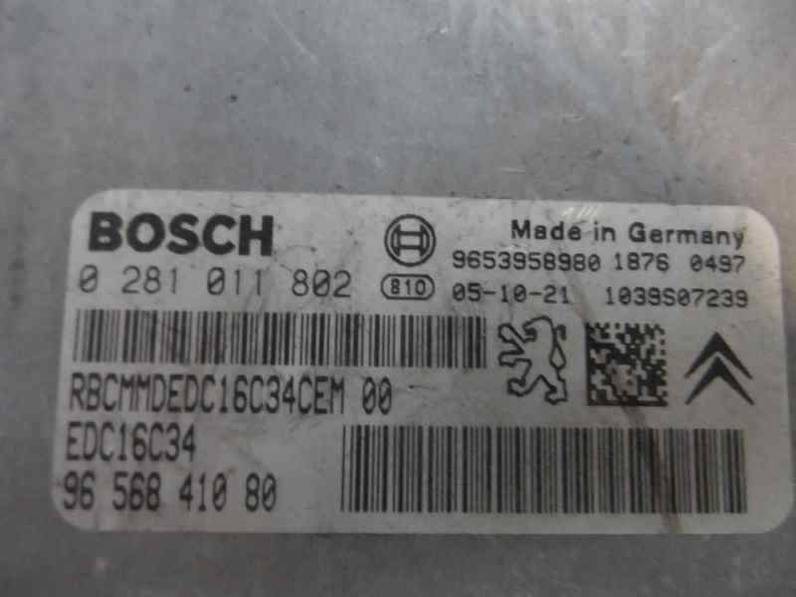 BOSCH
Made in Germany
9653958980 1876 0497
0 281 011 802
810 05-10-21 1039S07239
RBCMMDEDC16C34CEM 00
EDC16C34
96 568 410 80